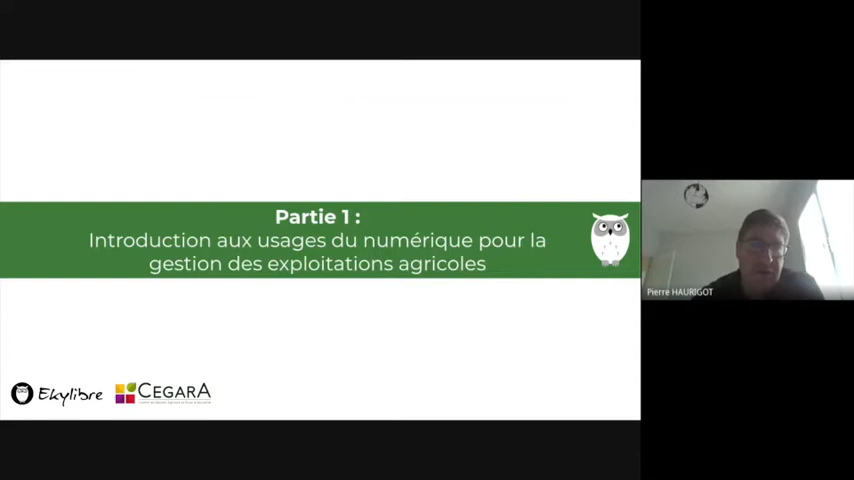 Partie 1 :
Introduction aux usages du numérique pour la
gestion des exploitations agricoles
Pierre HAURIGOT
Ekylibre
CEGARA